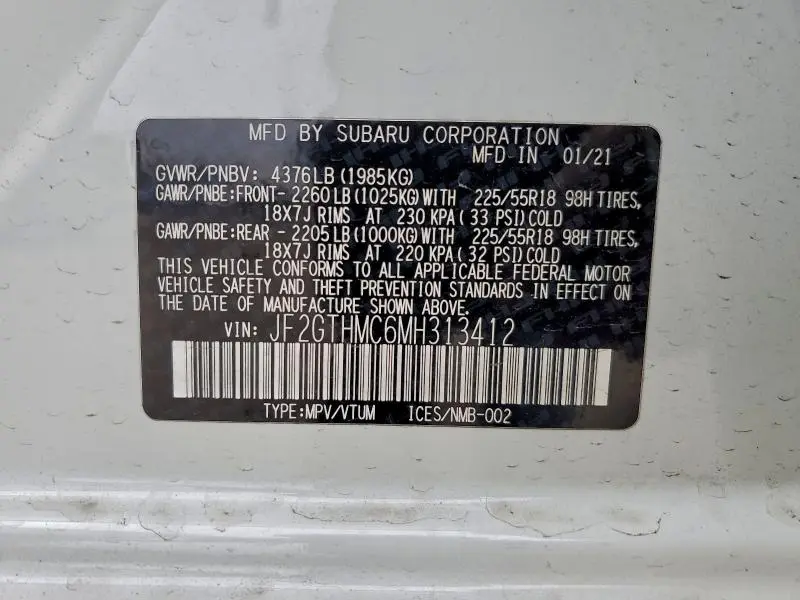 MFD BY SUBARU CORPORATION
MFD IN 01/21
GVWR/PNBV: 4376LB (1985KG)
GAWR/PNBE:FRONT- 2260 LB (1025KG) WITH 225/55R18 98H TIRES,
18X7J RIMS AT 230 KPA ( 33 PSI) COLD
GAWR/PNBE:REAR - 2205 LB (1000KG) WITH 225/55R18 98H TIRES,
18X7J RIMS AT 220 KPA ( 32 PSI) COLD
THIS VEHICLE CONFORMS TO ALL APPLICABLE FEDERAL MOTOR
VEHICLE SAFETY AND THEFT PREVENTION STANDARDS IN EFFECT ON
THE DATE OF MANUFACTURE SHOWN ABOVE.
VIN: JF2GTHMC6MH313412
TYPE:MPV/VTUM ICES/NMB-002